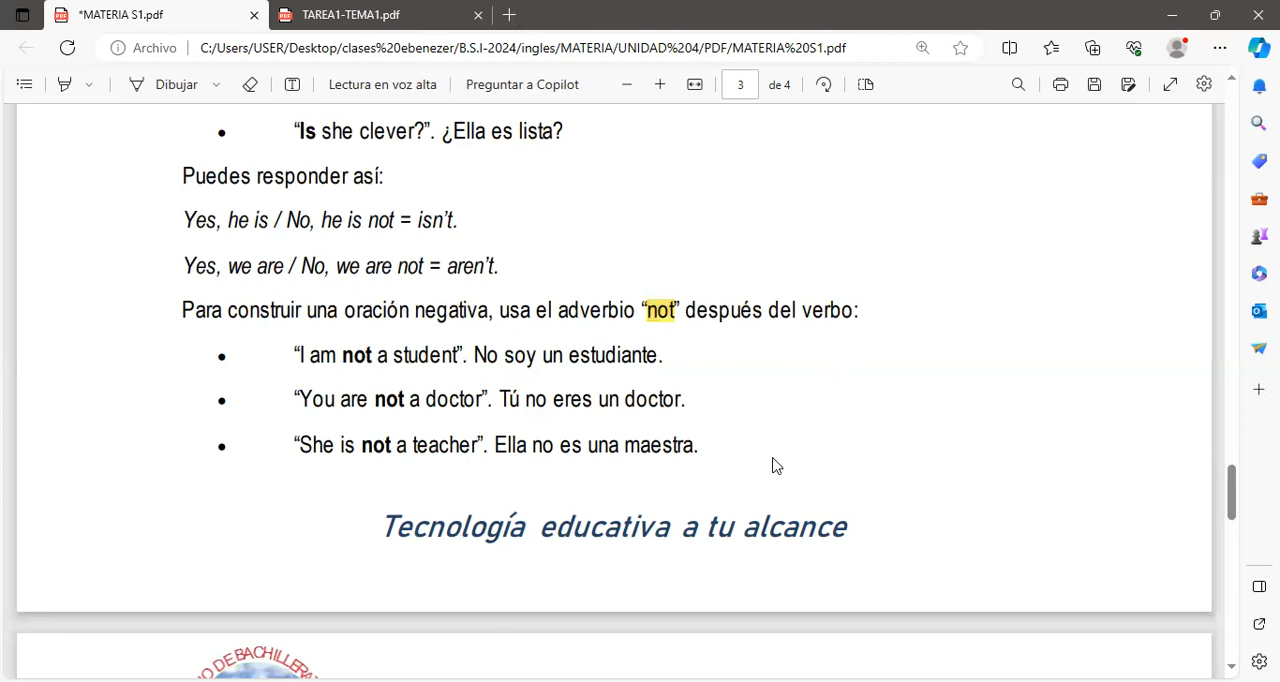 *MATERIA S1.pdf
TAREA1-TEMA1.pdf
Archivo
C:/Users/USER/Desktop/clases%20ebenezer/B.S.I-2024/ingles/MATERIA/UNIDAD%204/PDF/MATERIA%20S1.pdf
Dibujar
Lectura en voz alta
Preguntar a Copilot
3
de 4
• “Is she clever?”. ¿Ella es lista?
Puedes responder así:
Yes, he is / No, he is not = isn’t.
Yes, we are / No, we are not = aren’t.
Para construir una oración negativa, usa el adverbio “not” después del verbo:
• “I am not a student”. No soy un estudiante.
• “You are not a doctor”. Tú no eres un doctor.
• “She is not a teacher”. Ella no es una maestra.
Tecnología educativa a tu alcance